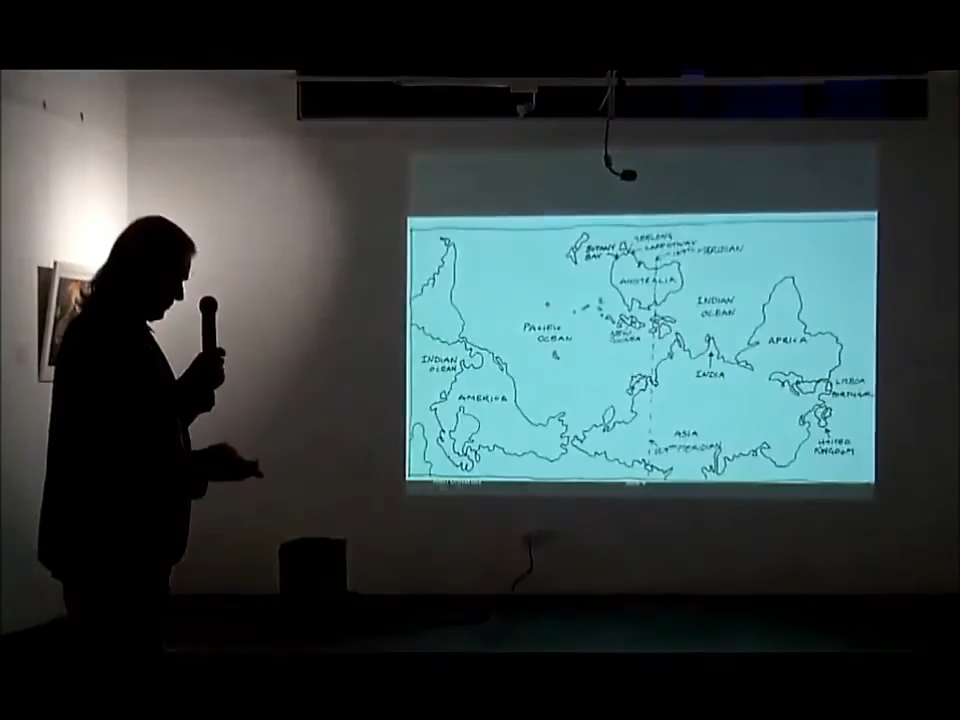 GEELONG
BOTANY
BAY
MERIDIAN
AUSTRALIA
INDIAN
OCEAN
PACIFIC
OCEAN
NEW
GUINEA
AFRICA
INDIAN
OCEAN
INDIA
LISBOA
PORTUGAL
AMERICA
ASIA
MERIDIAN
UNITED
KINGDOM